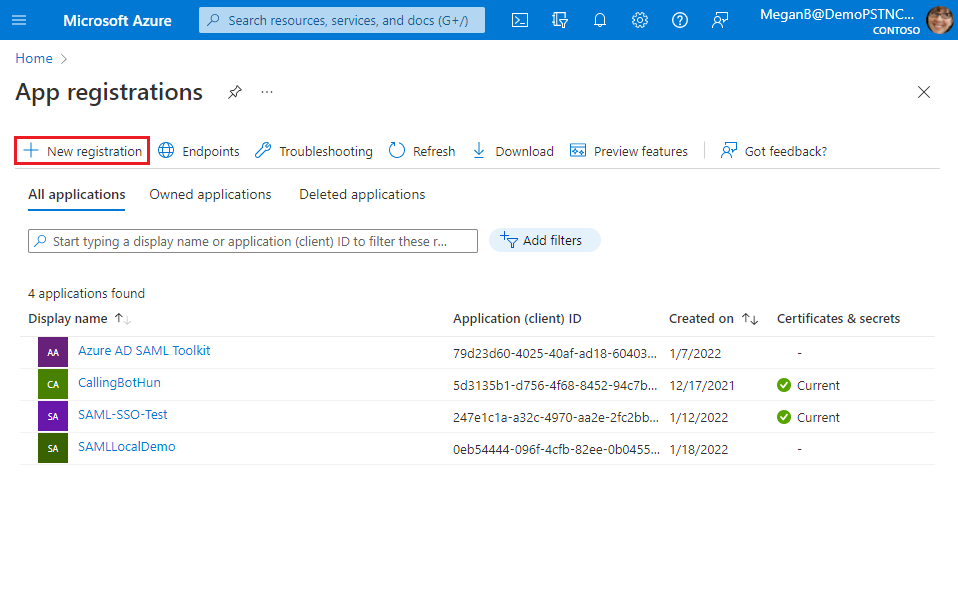 Microsoft Azure
Search resources, services, and docs (G+/)
MeganB@DemoPSTNC...
CONTOSO
Home
App registrations
New registration
Endpoints
Troubleshooting
Refresh
Download
Preview features
Got feedback?
All applications
Owned applications
Deleted applications
Start typing a display name or application (client) ID to filter these r...
Add filters
4 applications found
Display name
Application (client) ID
Created on
Certificates & secrets
AA Azure AD SAML Toolkit 79d23d60-4025-40af-ad18-60403... 1/7/2022 -
CA CallingBotHun 5d3135b1-d756-4f68-8452-94c7b... 12/17/2021 Current
SA SAML-SSO-Test 247e1c1a-a32c-4970-aa2e-2fc2bb... 1/12/2022 Current
SA SAMLLocalDemo 0eb54444-096f-4cfb-82ee-0b0455... 1/18/2022 -